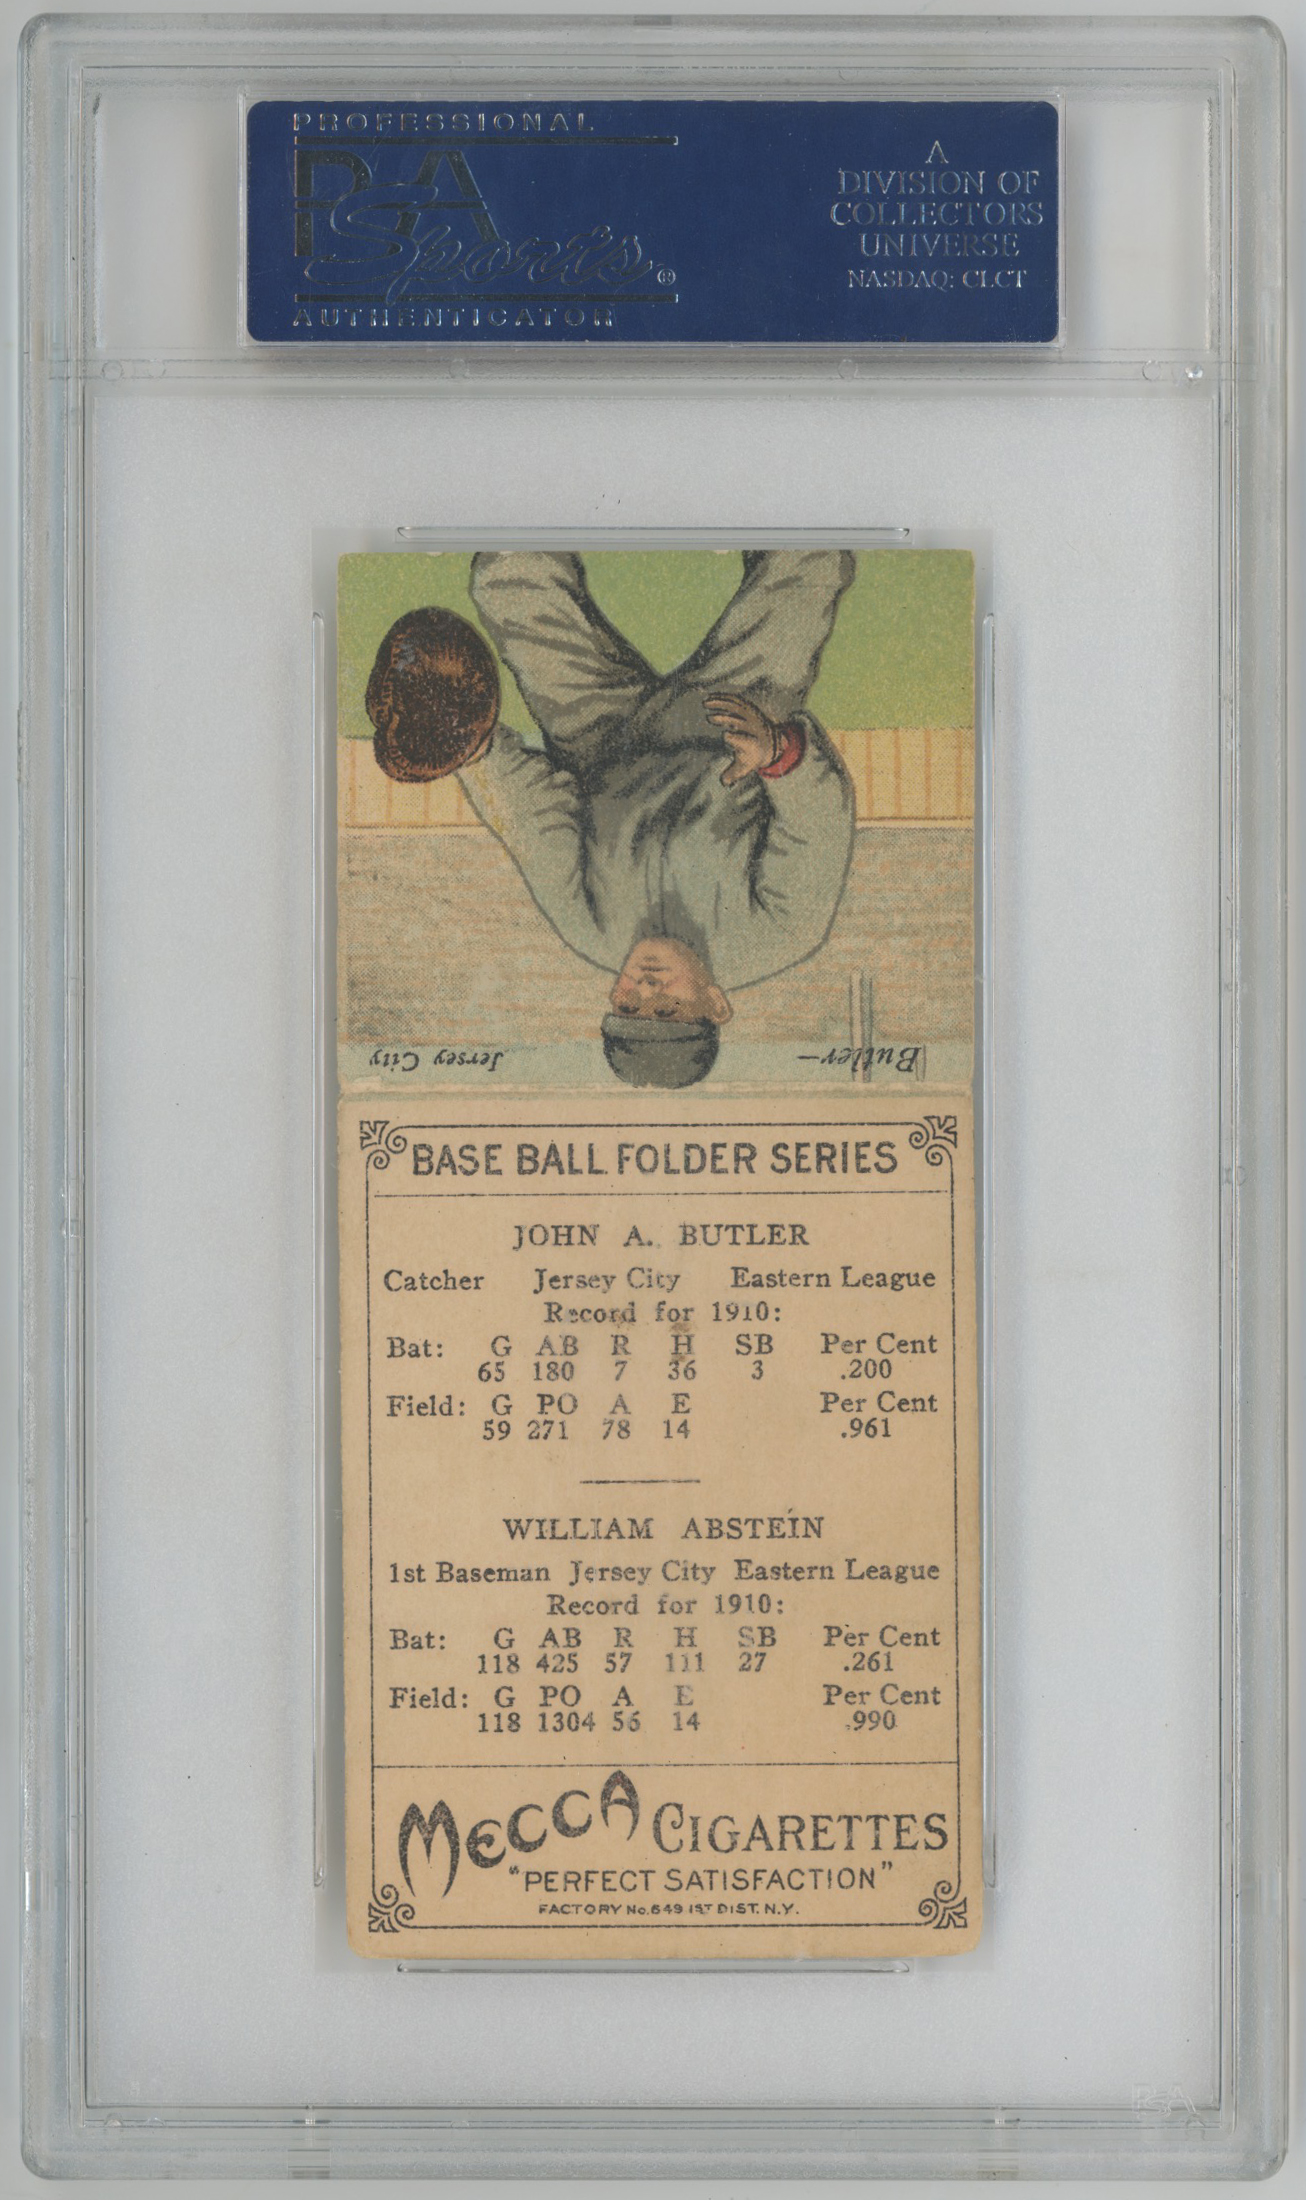 PROFESSIONAL
PSA
Sports®
AUTHENTICATOR
A
DIVISION OF
COLLECTORS
UNIVERSE
NASDAQ: CLCT
Butler—
Jersey City
BASE BALL FOLDER SERIES
JOHN A. BUTLER
Catcher Jersey City Eastern League
Record for 1910:
Bat: G AB R H SB Per Cent
65 180 7 36 3 .200
Field: G PO A E Per Cent
59 271 78 14 .961
WILLIAM ABSTEIN
1st Baseman Jersey City Eastern League
Record for 1910:
Bat: G AB R H SB Per Cent
118 425 57 111 27 .261
Field: G PO A E Per Cent
118 1304 56 14 .990
MECCA CIGARETTES
"PERFECT SATISFACTION"
FACTORY No. 649 1ST DIST. N.Y.
PSA